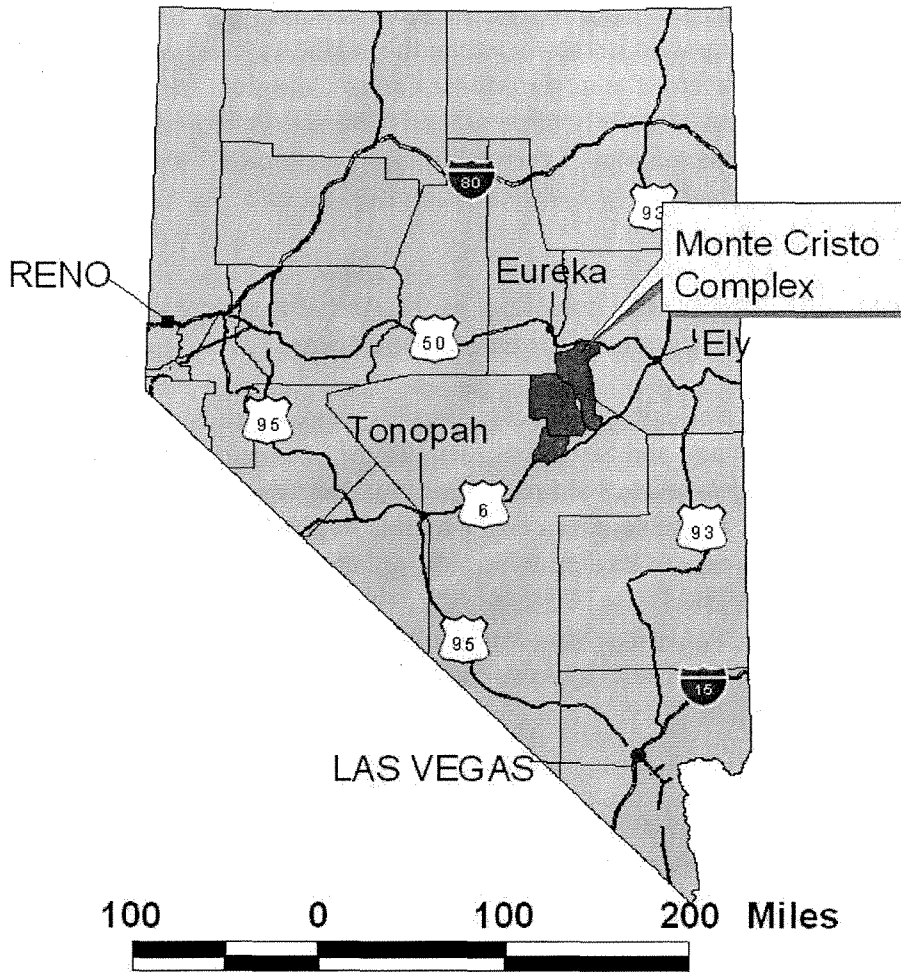 80
93
Monte Cristo
Complex
Eureka
RENO
50
'Ely
95
Tonopah
6
93
95
15
LAS VEGAS
100 0 100 200 Miles